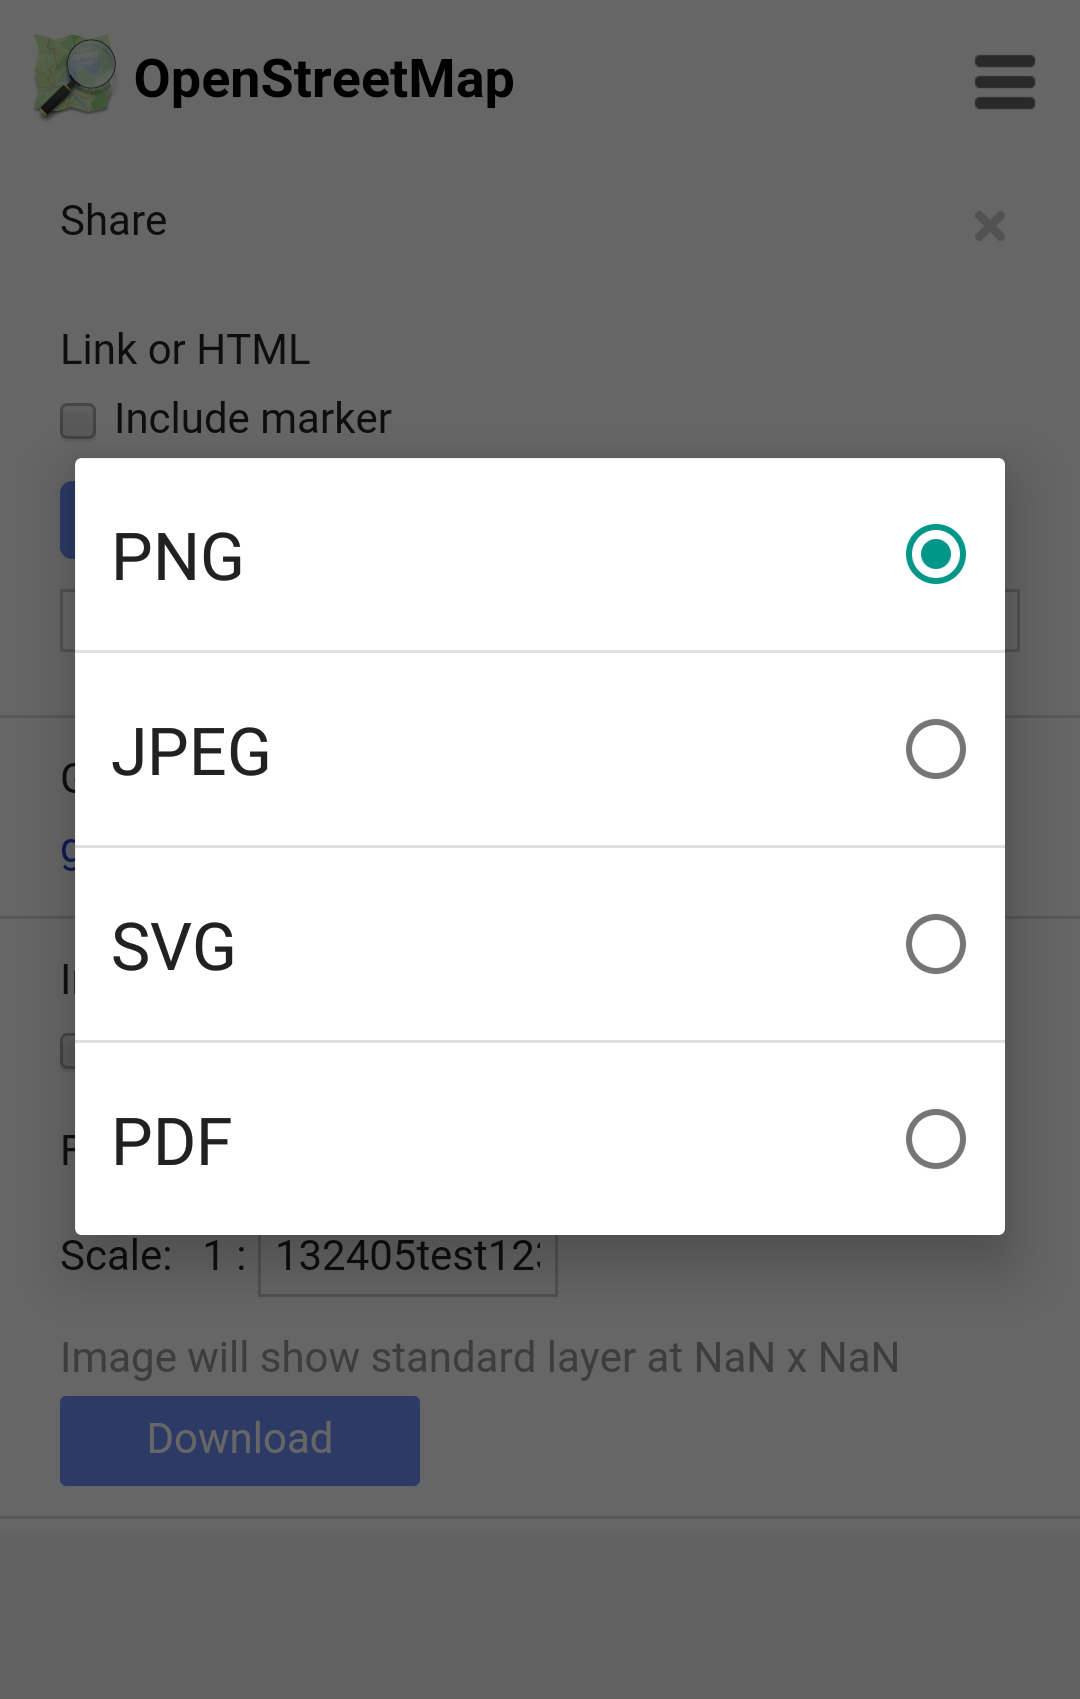 OpenStreetMap
Share
Link or HTML
Include marker
PNG
JPEG
SVG
PDF
Scale: 1 : 132405test12
Image will show standard layer at NaN x NaN
Download